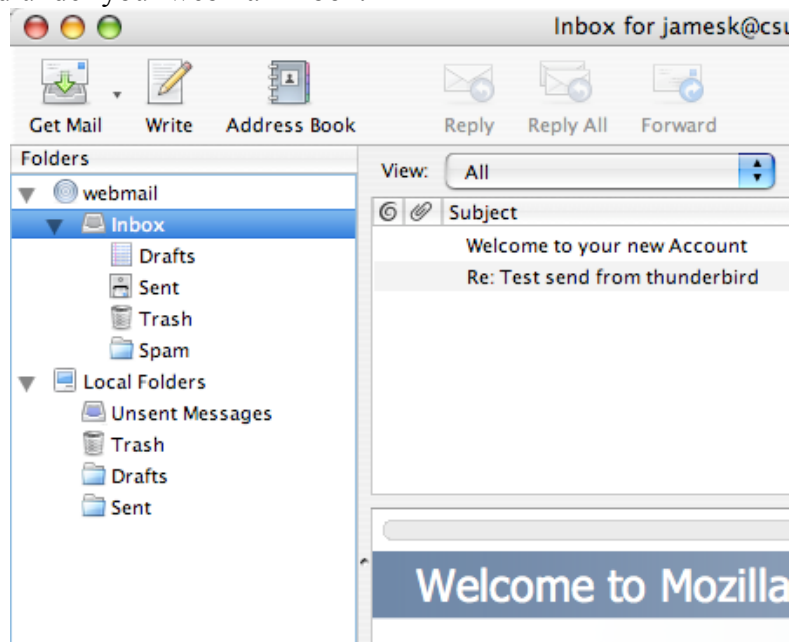 Inbox for jamesk@csu
Get Mail Write Address Book Reply Reply All Forward
Folders
webmail
Inbox
Drafts
Sent
Trash
Spam
Local Folders
Unsent Messages
Trash
Drafts
Sent
View: All
Subject
Welcome to your new Account
Re: Test send from thunderbird
Welcome to Mozilla